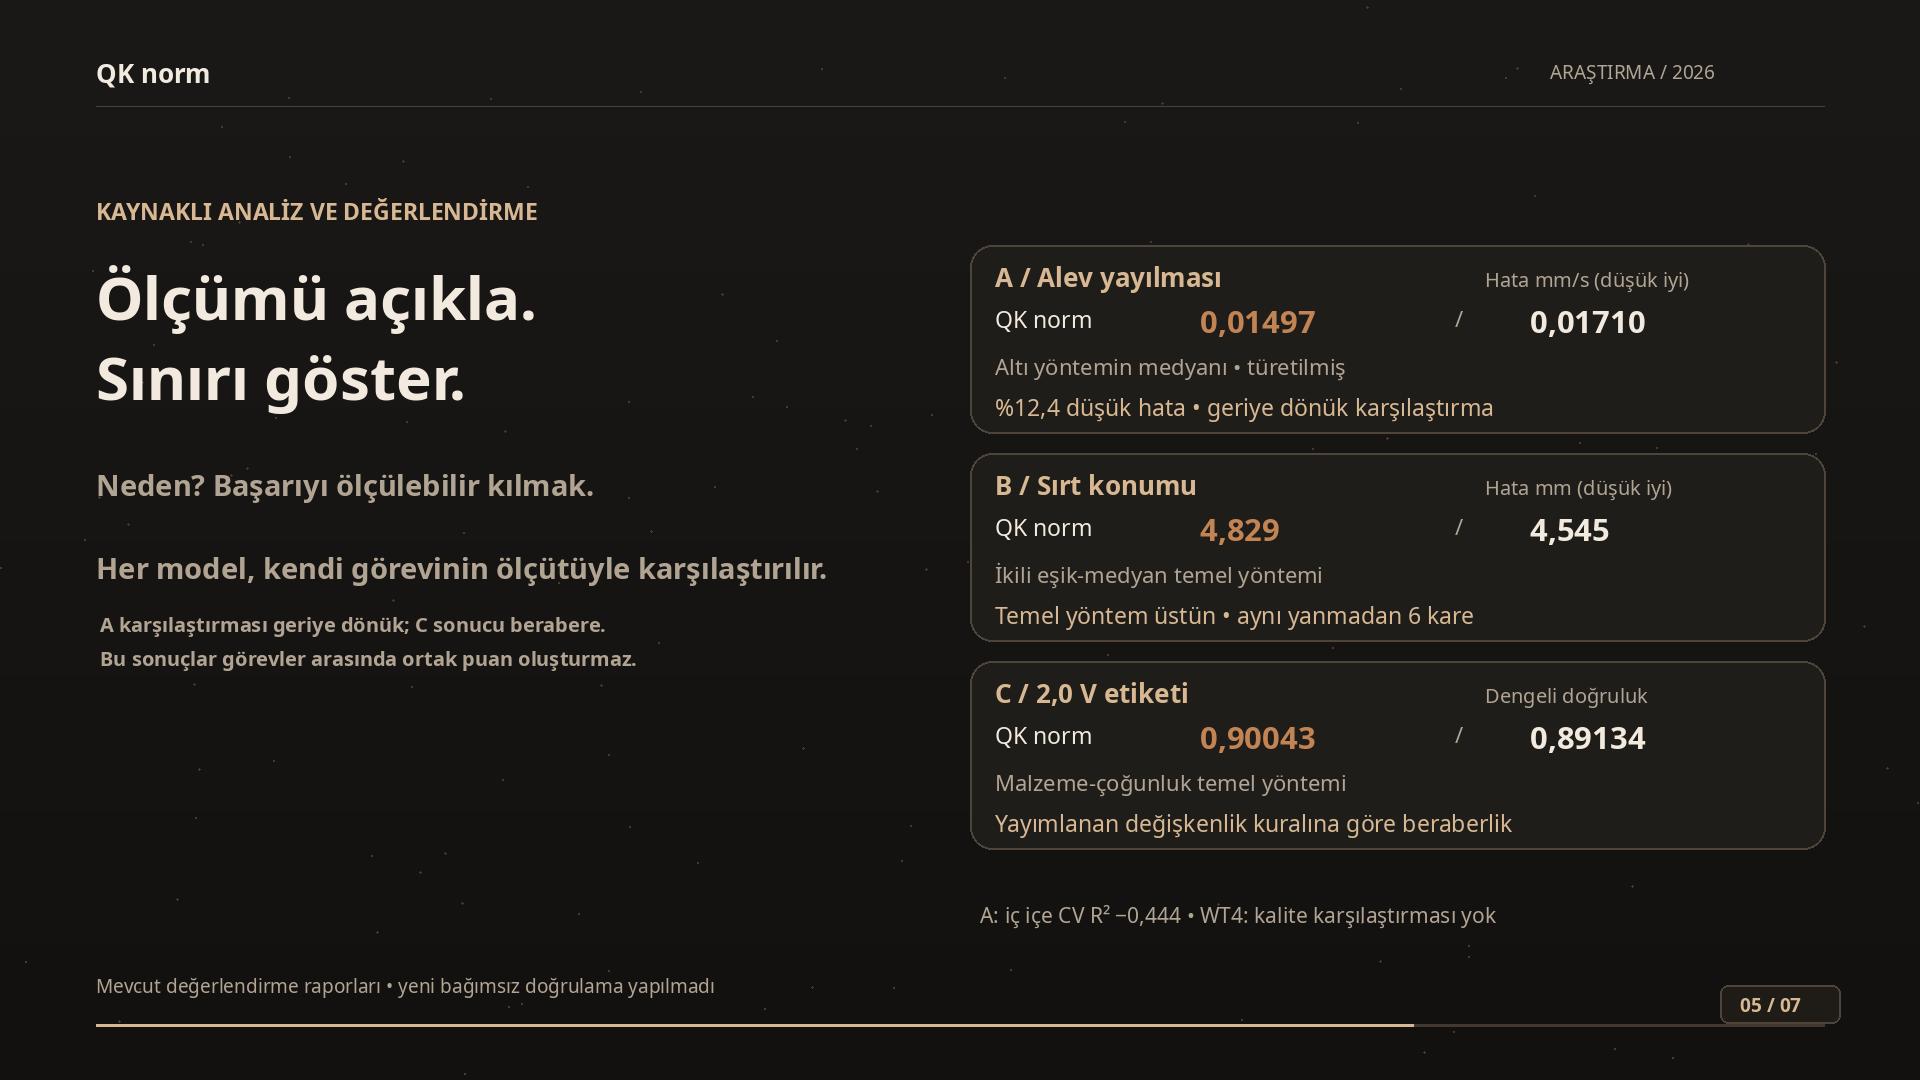 QK norm
ARAŞTIRMA / 2026
KAYNAKLI ANALİZ VE DEĞERLENDİRME
Ölçümü açıkla.
Sınırı göster.
Neden? Başarıyı ölçülebilir kılmak.
Her model, kendi görevinin ölçütüyle karşılaştırılır.
A karşılaştırması geriye dönük; C sonucu berabere.
Bu sonuçlar görevler arasında ortak puan oluşturmaz.
A / Alev yayılması
Hata mm/s (düşük iyi)
QK norm 0,01497 / 0,01710
Altı yöntemin medyanı • türetilmiş
%12,4 düşük hata • geriye dönük karşılaştırma
B / Sırt konumu
Hata mm (düşük iyi)
QK norm 4,829 / 4,545
İkili eşik-medyan temel yöntemi
Temel yöntem üstün • aynı yanmadan 6 kare
C / 2,0 V etiketi
Dengeli doğruluk
QK norm 0,90043 / 0,89134
Malzeme-çoğunluk temel yöntemi
Yayımlanan değişkenlik kuralına göre beraberlik
A: iç içe CV R² −0,444 • WT4: kalite karşılaştırması yok
Mevcut değerlendirme raporları • yeni bağımsız doğrulama yapılmadı
05 / 07